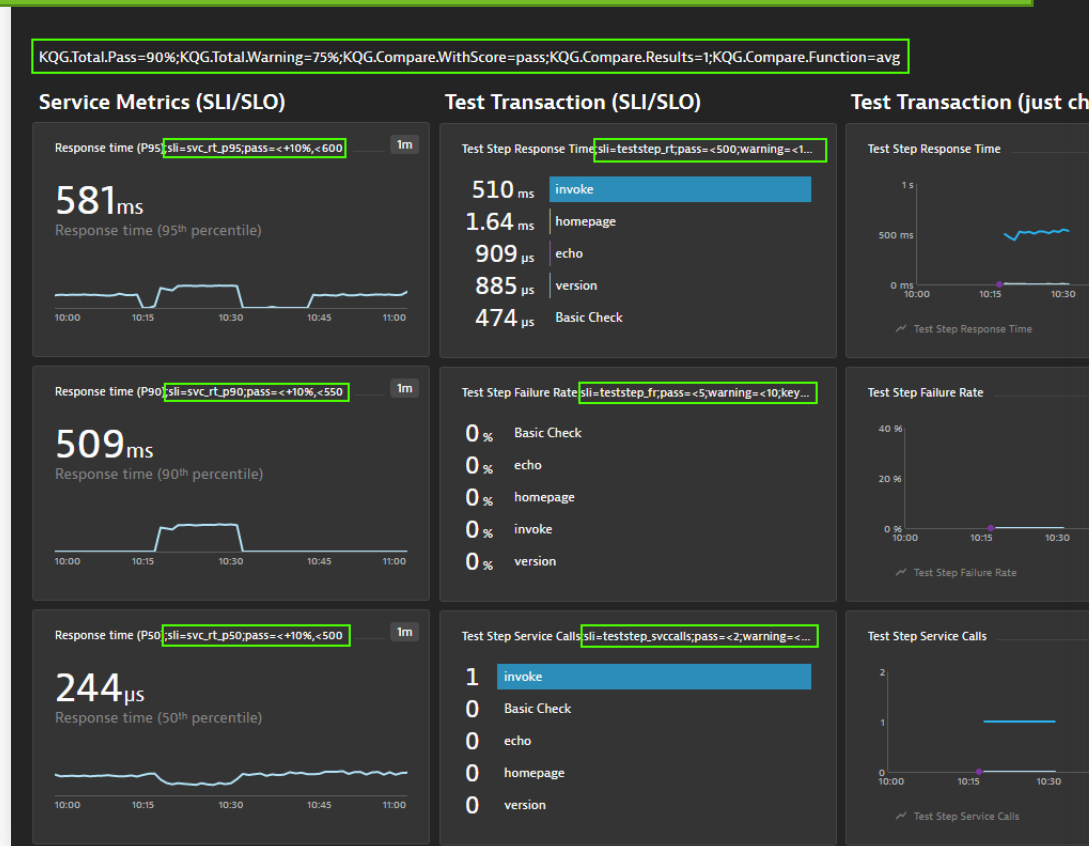 KQG.Total.Pass=90%;KQG.Total.Warning=75%;KQG.Compare.WithScore=pass;KQG.Compare.Results=1;KQG.Compare.Function=avg
Service Metrics (SLI/SLO)
Response time (P95);sli=svc_rt_p95;pass=<+10%,<600
1m
581ms
Response time (95th percentile)
10:00 10:15 10:30 10:45 11:00
Response time (P90);sli=svc_rt_p90;pass=<+10%,<550
1m
509ms
Response time (90th percentile)
10:00 10:15 10:30 10:45 11:00
Response time (P50);sli=svc_rt_p50;pass=<+10%,<500
1m
244µs
Response time (50th percentile)
10:00 10:15 10:30 10:45 11:00
Test Transaction (SLI/SLO)
Test Step Response Time;sli=teststep_rt;pass=<500;warning=<1...
510 ms invoke
1.64 ms homepage
909 µs echo
885 µs version
474 µs Basic Check
Test Step Failure Rate;sli=teststep_fr;pass=<5;warning=<10;key...
0 % Basic Check
0 % echo
0 % homepage
0 % invoke
0 % version
Test Step Service Calls;sli=teststep_svccalls;pass=<2;warning=<...
1 invoke
0 Basic Check
0 echo
0 homepage
0 version
Test Transaction (just ch
Test Step Response Time
1 s
500 ms
0 ms
10:00 10:15 10:30
Test Step Response Time
Test Step Failure Rate
40 %
20 %
0 %
10:00 10:15 10:30
Test Step Failure Rate
Test Step Service Calls
2
1
0
10:00 10:15 10:30
Test Step Service Calls